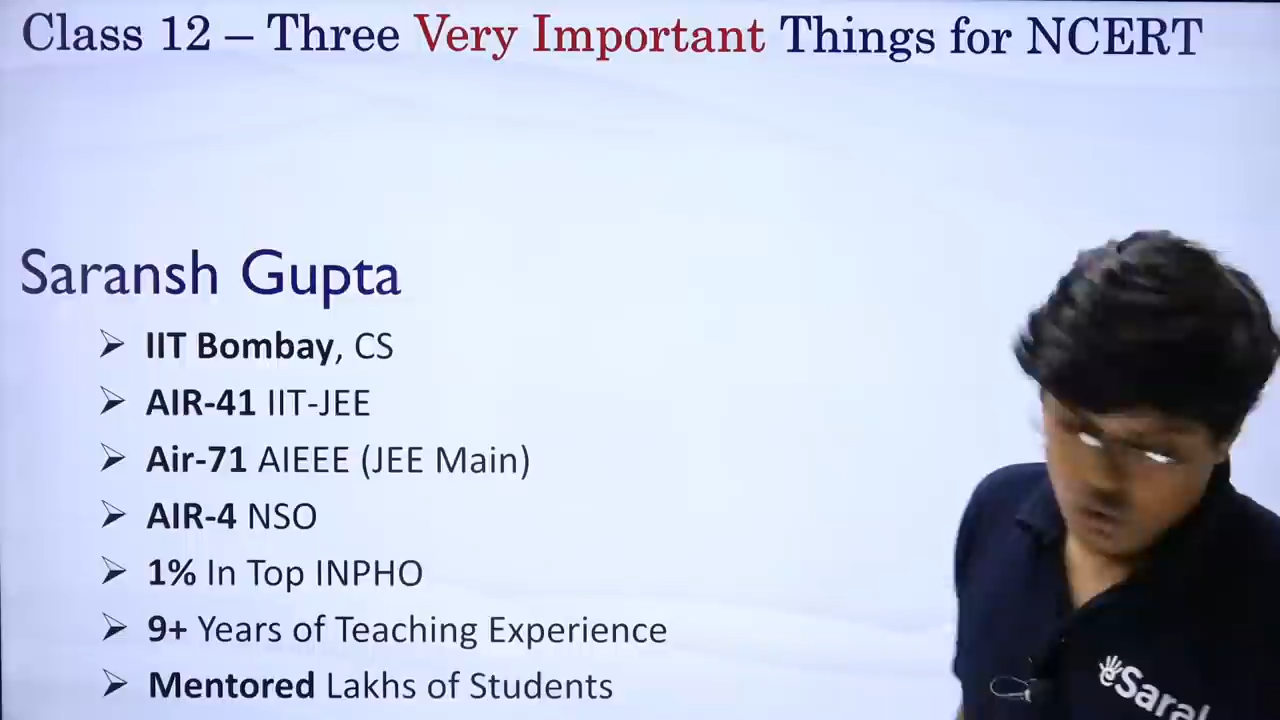 Class 12 – Three Very Important Things for NCERT
Saransh Gupta
➢ IIT Bombay, CS
➢ AIR-41 IIT-JEE
➢ Air-71 AIEEE (JEE Main)
➢ AIR-4 NSO
➢ 1% In Top INPHO
➢ 9+ Years of Teaching Experience
➢ Mentored Lakhs of Students
eSaral